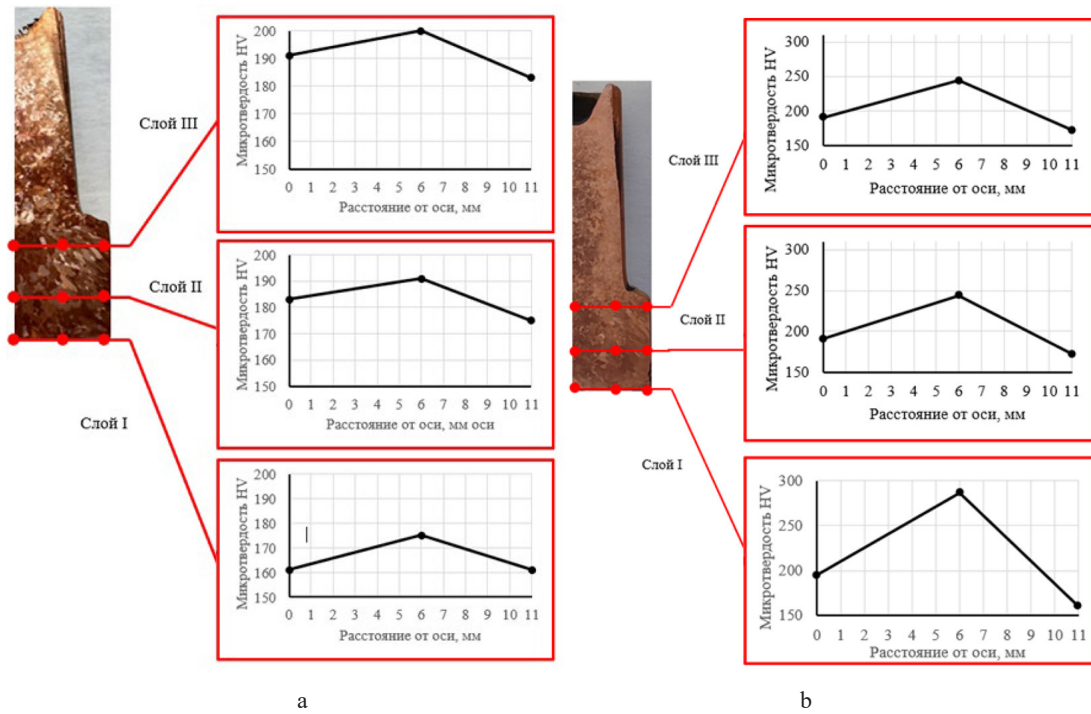 Слой III
Слой II
Слой I
Микротвердость HV
200
190
180
170
160
150
0 1 2 3 4 5 6 7 8 9 10 11
Расстояние от оси, мм
Микротвердость HV
200
190
180
170
160
150
0 1 2 3 4 5 6 7 8 9 10 11
Расстояние от оси, мм оси
Микротвердость HV
200
190
180
170
160
150
0 1 2 3 4 5 6 7 8 9 10 11
Расстояние от оси, мм
a
Слой III
Слой II
Слой I
Микротвердость HV
300
250
200
150
0 1 2 3 4 5 6 7 8 9 10 11
Расстояние от оси, мм
Микротвердость HV
300
250
200
150
0 1 2 3 4 5 6 7 8 9 10 11
Расстояние от оси, мм
Микротвердость HV
300
250
200
150
0 1 2 3 4 5 6 7 8 9 10 11
Расстояние от оси, мм
b